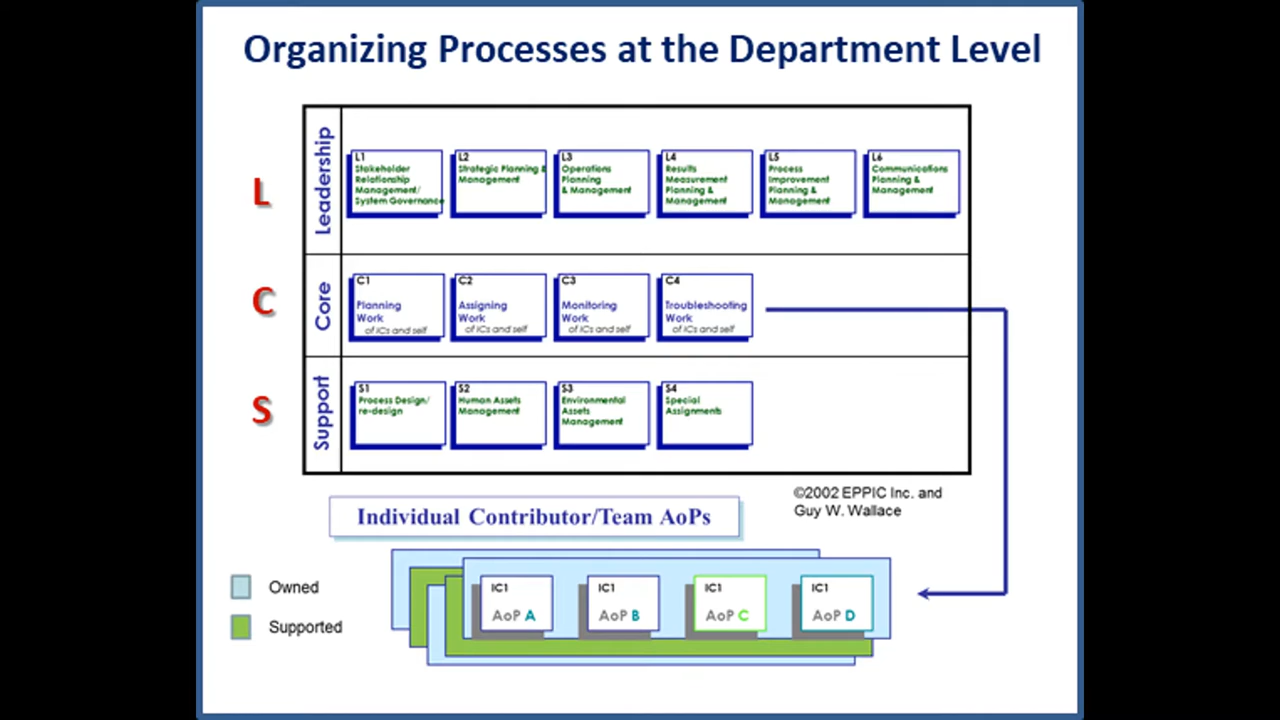 Organizing Processes at the Department Level
L
Leadership
L1
Stakeholder
Relationship
Management/
System Governance
L2
Strategic Planning &
Management
L3
Operations
Planning
& Management
L4
Results
Measurement
Planning &
Management
L5
Process
Improvement
Planning &
Management
L6
Communications
Planning &
Management
C
Core
C1
Planning
Work
of ICs and self
C2
Assigning
Work
of ICs and self
C3
Monitoring
Work
of ICs and self
C4
Troubleshooting
Work
of ICs and self
S
Support
S1
Process Design/
re-design
S2
Human Assets
Management
S3
Environmental
Assets
Management
S4
Special
Assignments
©2002 EPPIC Inc. and
Guy W. Wallace
Individual Contributor/Team AoPs
Owned
Supported
IC1
AoP A
IC1
AoP B
IC1
AoP C
IC1
AoP D